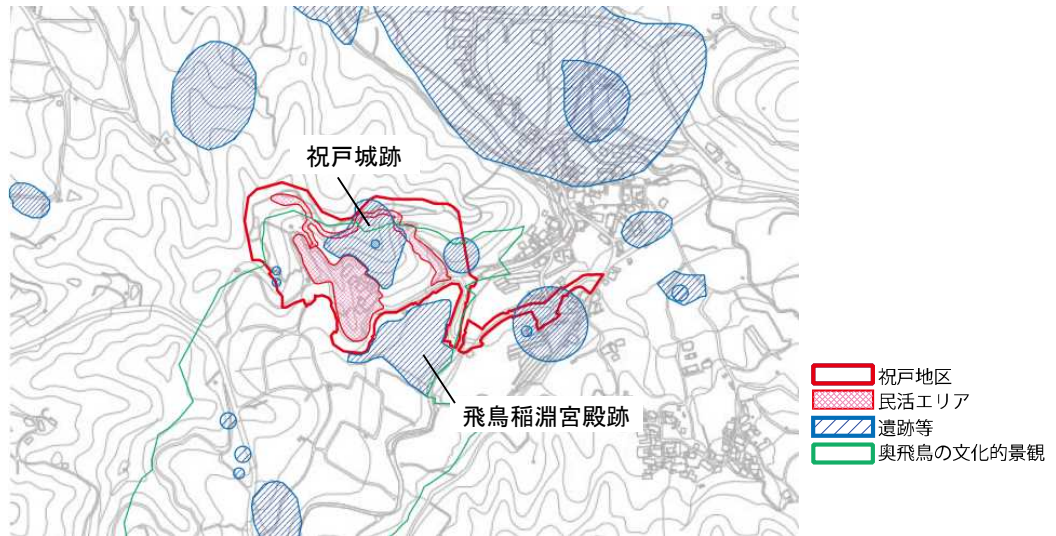 祝戸城跡
飛鳥稲淵宮殿跡
祝戸地区
民活エリア
遺跡等
奥飛鳥の文化的景観